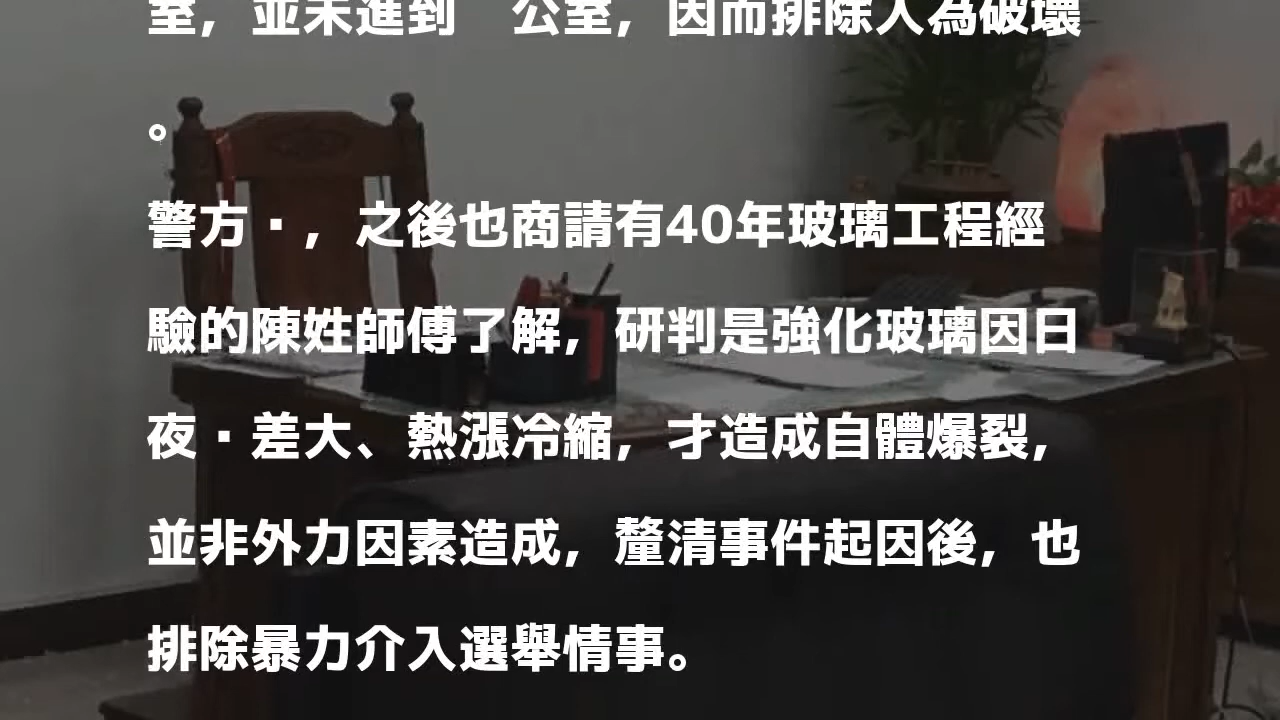 室，並未進到　公室，因而排除人為破壞
。
警方▪，之後也商請有40年玻璃工程經
驗的陳姓師傅了解，研判是強化玻璃因日
夜▪差大、熱漲冷縮，才造成自體爆裂，
並非外力因素造成，釐清事件起因後，也
排除暴力介入選舉情事。